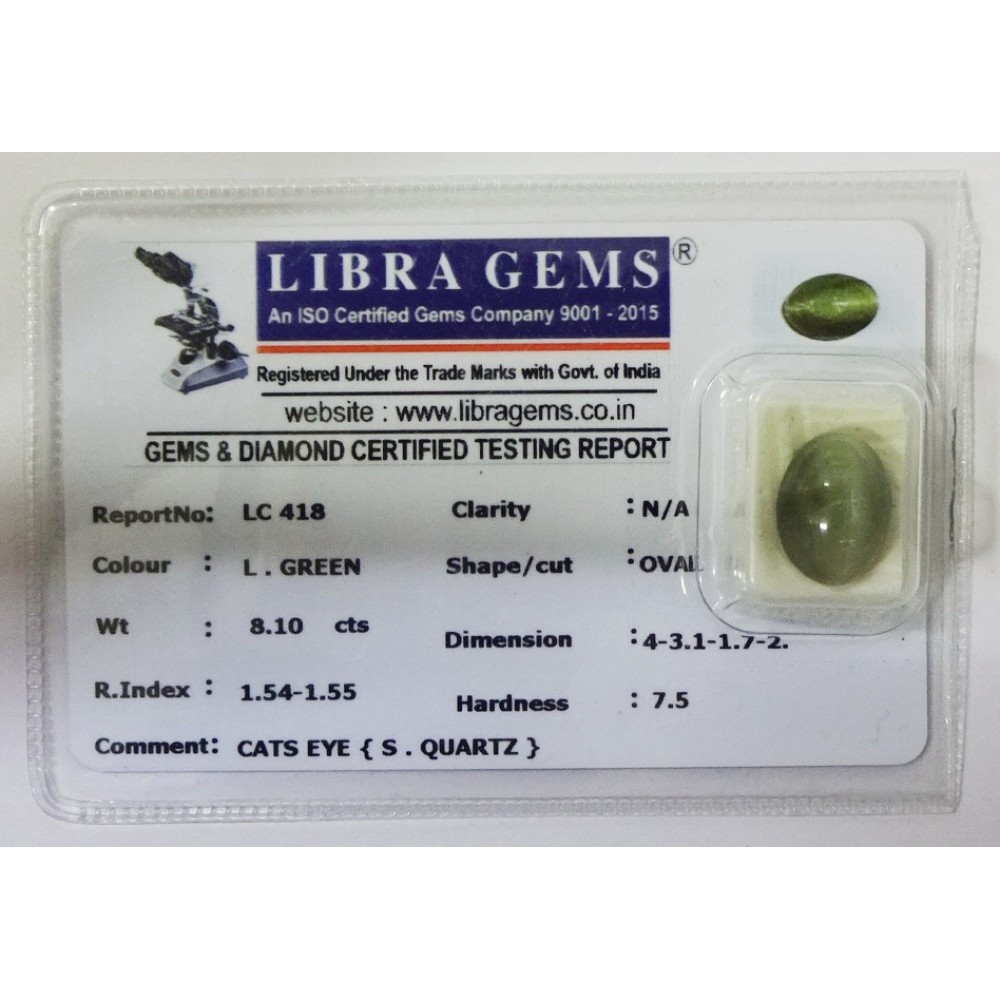 LIBRA GEMS ®
An ISO Certified Gems Company 9001 - 2015
Registered Under the Trade Marks with Govt. of India
website : www.libragems.co.in
GEMS & DIAMOND CERTIFIED TESTING REPORT
ReportNo: LC 418 Clarity : N/A
Colour : L . GREEN Shape/cut : OVAL
Wt : 8.10 cts Dimension : 4-3.1-1.7-2.
R.Index : 1.54-1.55 Hardness : 7.5
Comment: CATS EYE { S . QUARTZ }